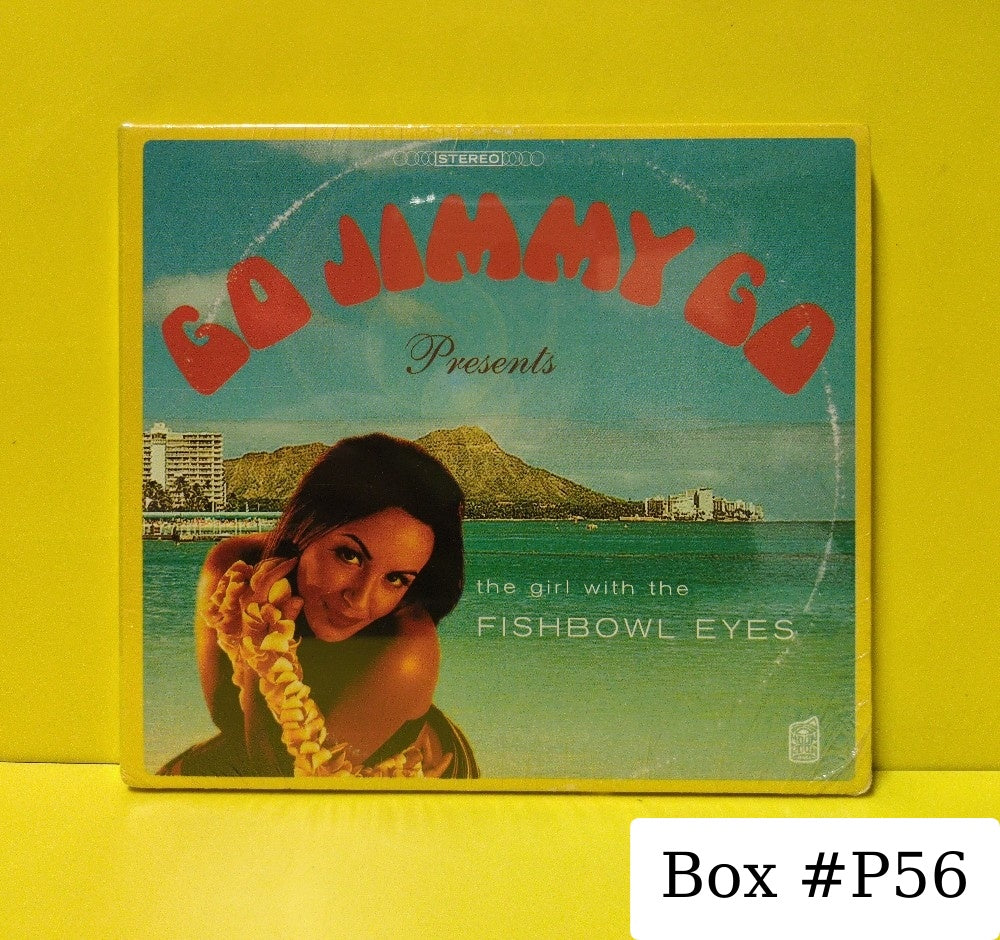 STEREO
GO JIMMY GO
Presents
the girl with the
FISHBOWL EYES
Box #P56